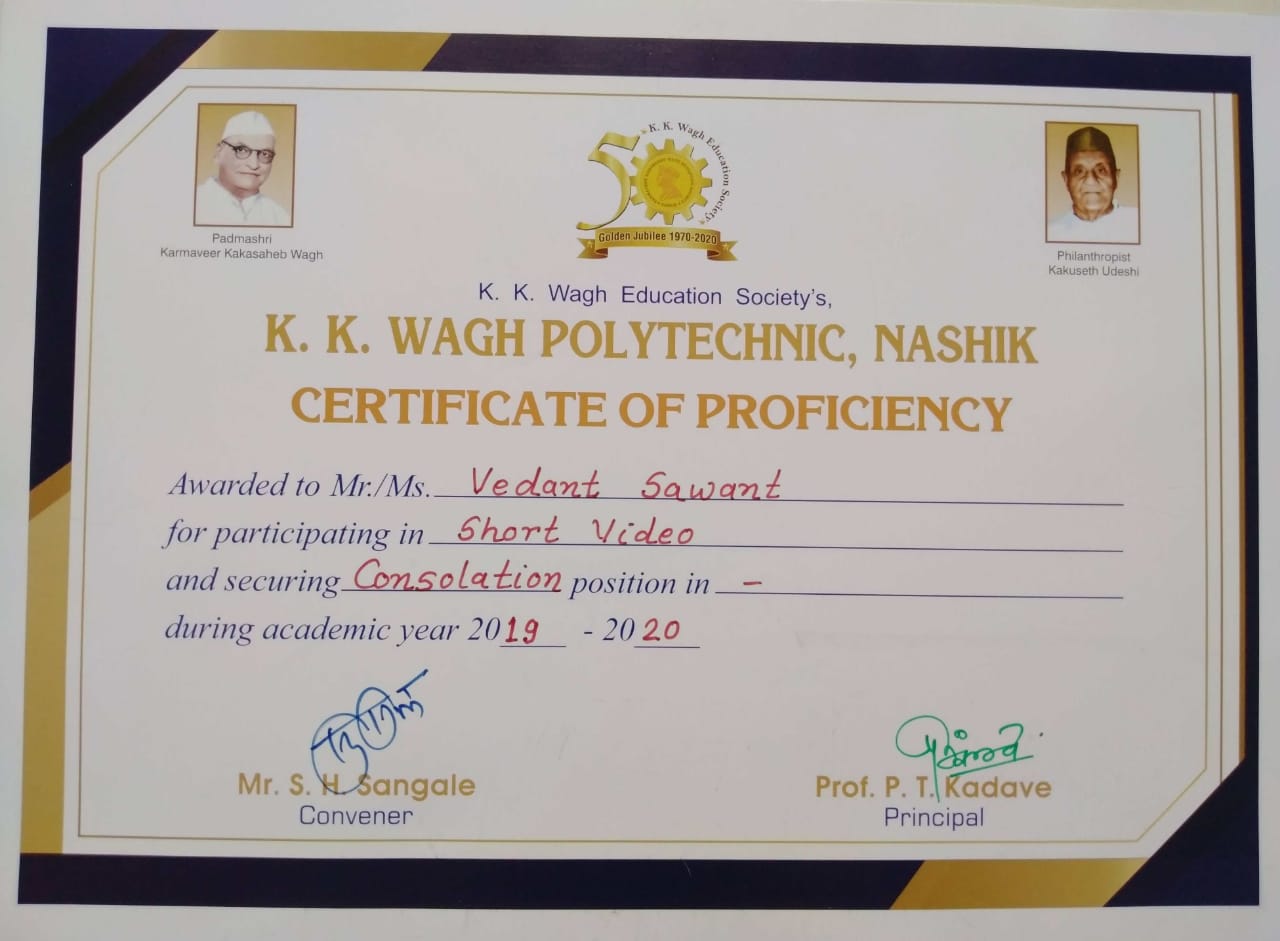 K. K. Wagh Education Society
50
Golden Jubilee 1970-2020
Padmashri
Karmaveer Kakasaheb Wagh
Philanthropist
Kakuseth Udeshi
K. K. Wagh Education Society's,
K. K. WAGH POLYTECHNIC, NASHIK
CERTIFICATE OF PROFICIENCY
Awarded to Mr./Ms. Vedant Sawant
for participating in Short Video
and securing Consolation position in -
during academic year 2019 - 2020
Mr. S. H. Sangale
Convener
Prof. P. T. Kadave
Principal